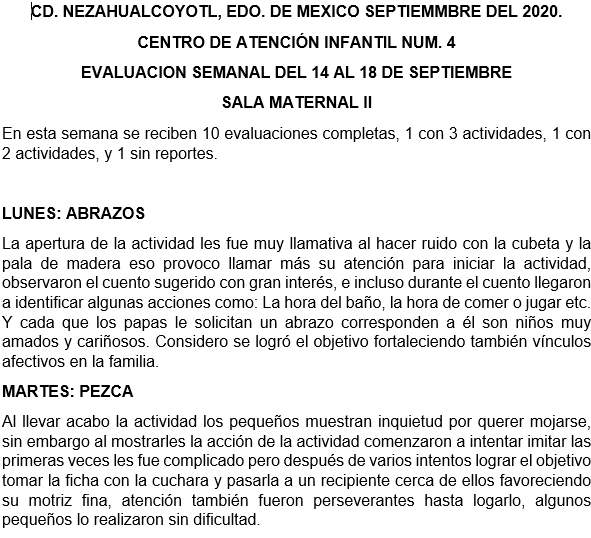 CD. NEZAHUALCOYOTL, EDO. DE MEXICO SEPTIEMMBRE DEL 2020.
CENTRO DE ATENCIÓN INFANTIL NUM. 4
EVALUACION SEMANAL DEL 14 AL 18 DE SEPTIEMBRE
SALA MATERNAL II
En esta semana se reciben 10 evaluaciones completas, 1 con 3 actividades, 1 con
2 actividades, y 1 sin reportes.
LUNES: ABRAZOS
La apertura de la actividad les fue muy llamativa al hacer ruido con la cubeta y la
pala de madera eso provoco llamar más su atención para iniciar la actividad,
observaron el cuento sugerido con gran interés, e incluso durante el cuento llegaron
a identificar algunas acciones como: La hora del baño, la hora de comer o jugar etc.
Y cada que los papas le solicitan un abrazo corresponden a él son niños muy
amados y cariñosos. Considero se logró el objetivo fortaleciendo también vínculos
afectivos en la familia.
MARTES: PEZCA
Al llevar acabo la actividad los pequeños muestran inquietud por querer mojarse,
sin embargo al mostrarles la acción de la actividad comenzaron a intentar imitar las
primeras veces les fue complicado pero después de varios intentos lograr el objetivo
tomar la ficha con la cuchara y pasarla a un recipiente cerca de ellos favoreciendo
su motriz fina, atención también fueron perseverantes hasta logarlo, algunos
pequeños lo realizaron sin dificultad.